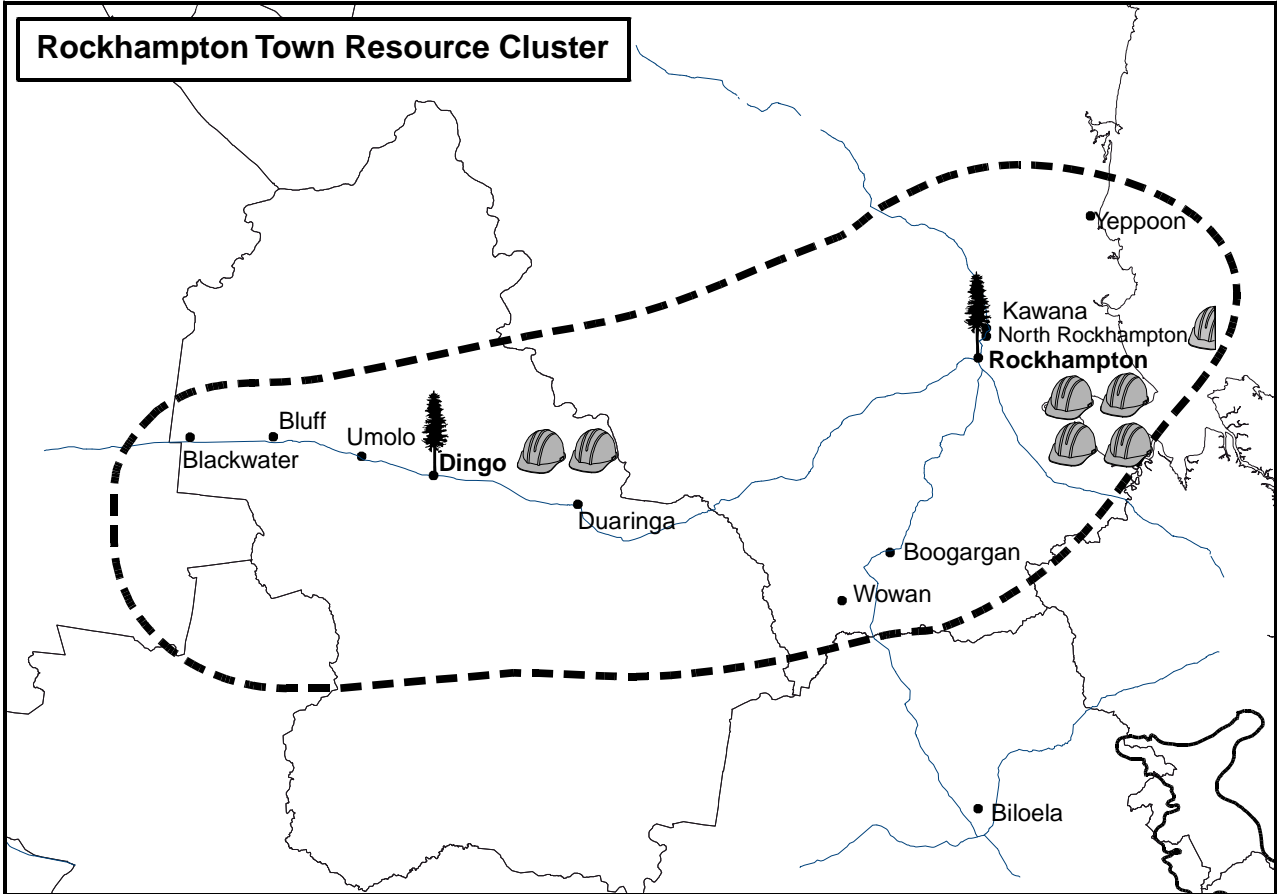 Rockhampton Town Resource Cluster
Yeppoon
Kawana
North Rockhampton
Rockhampton
Bluff
Umolo
Blackwater
Dingo
Duaringa
Boogargan
Wowan
Biloela